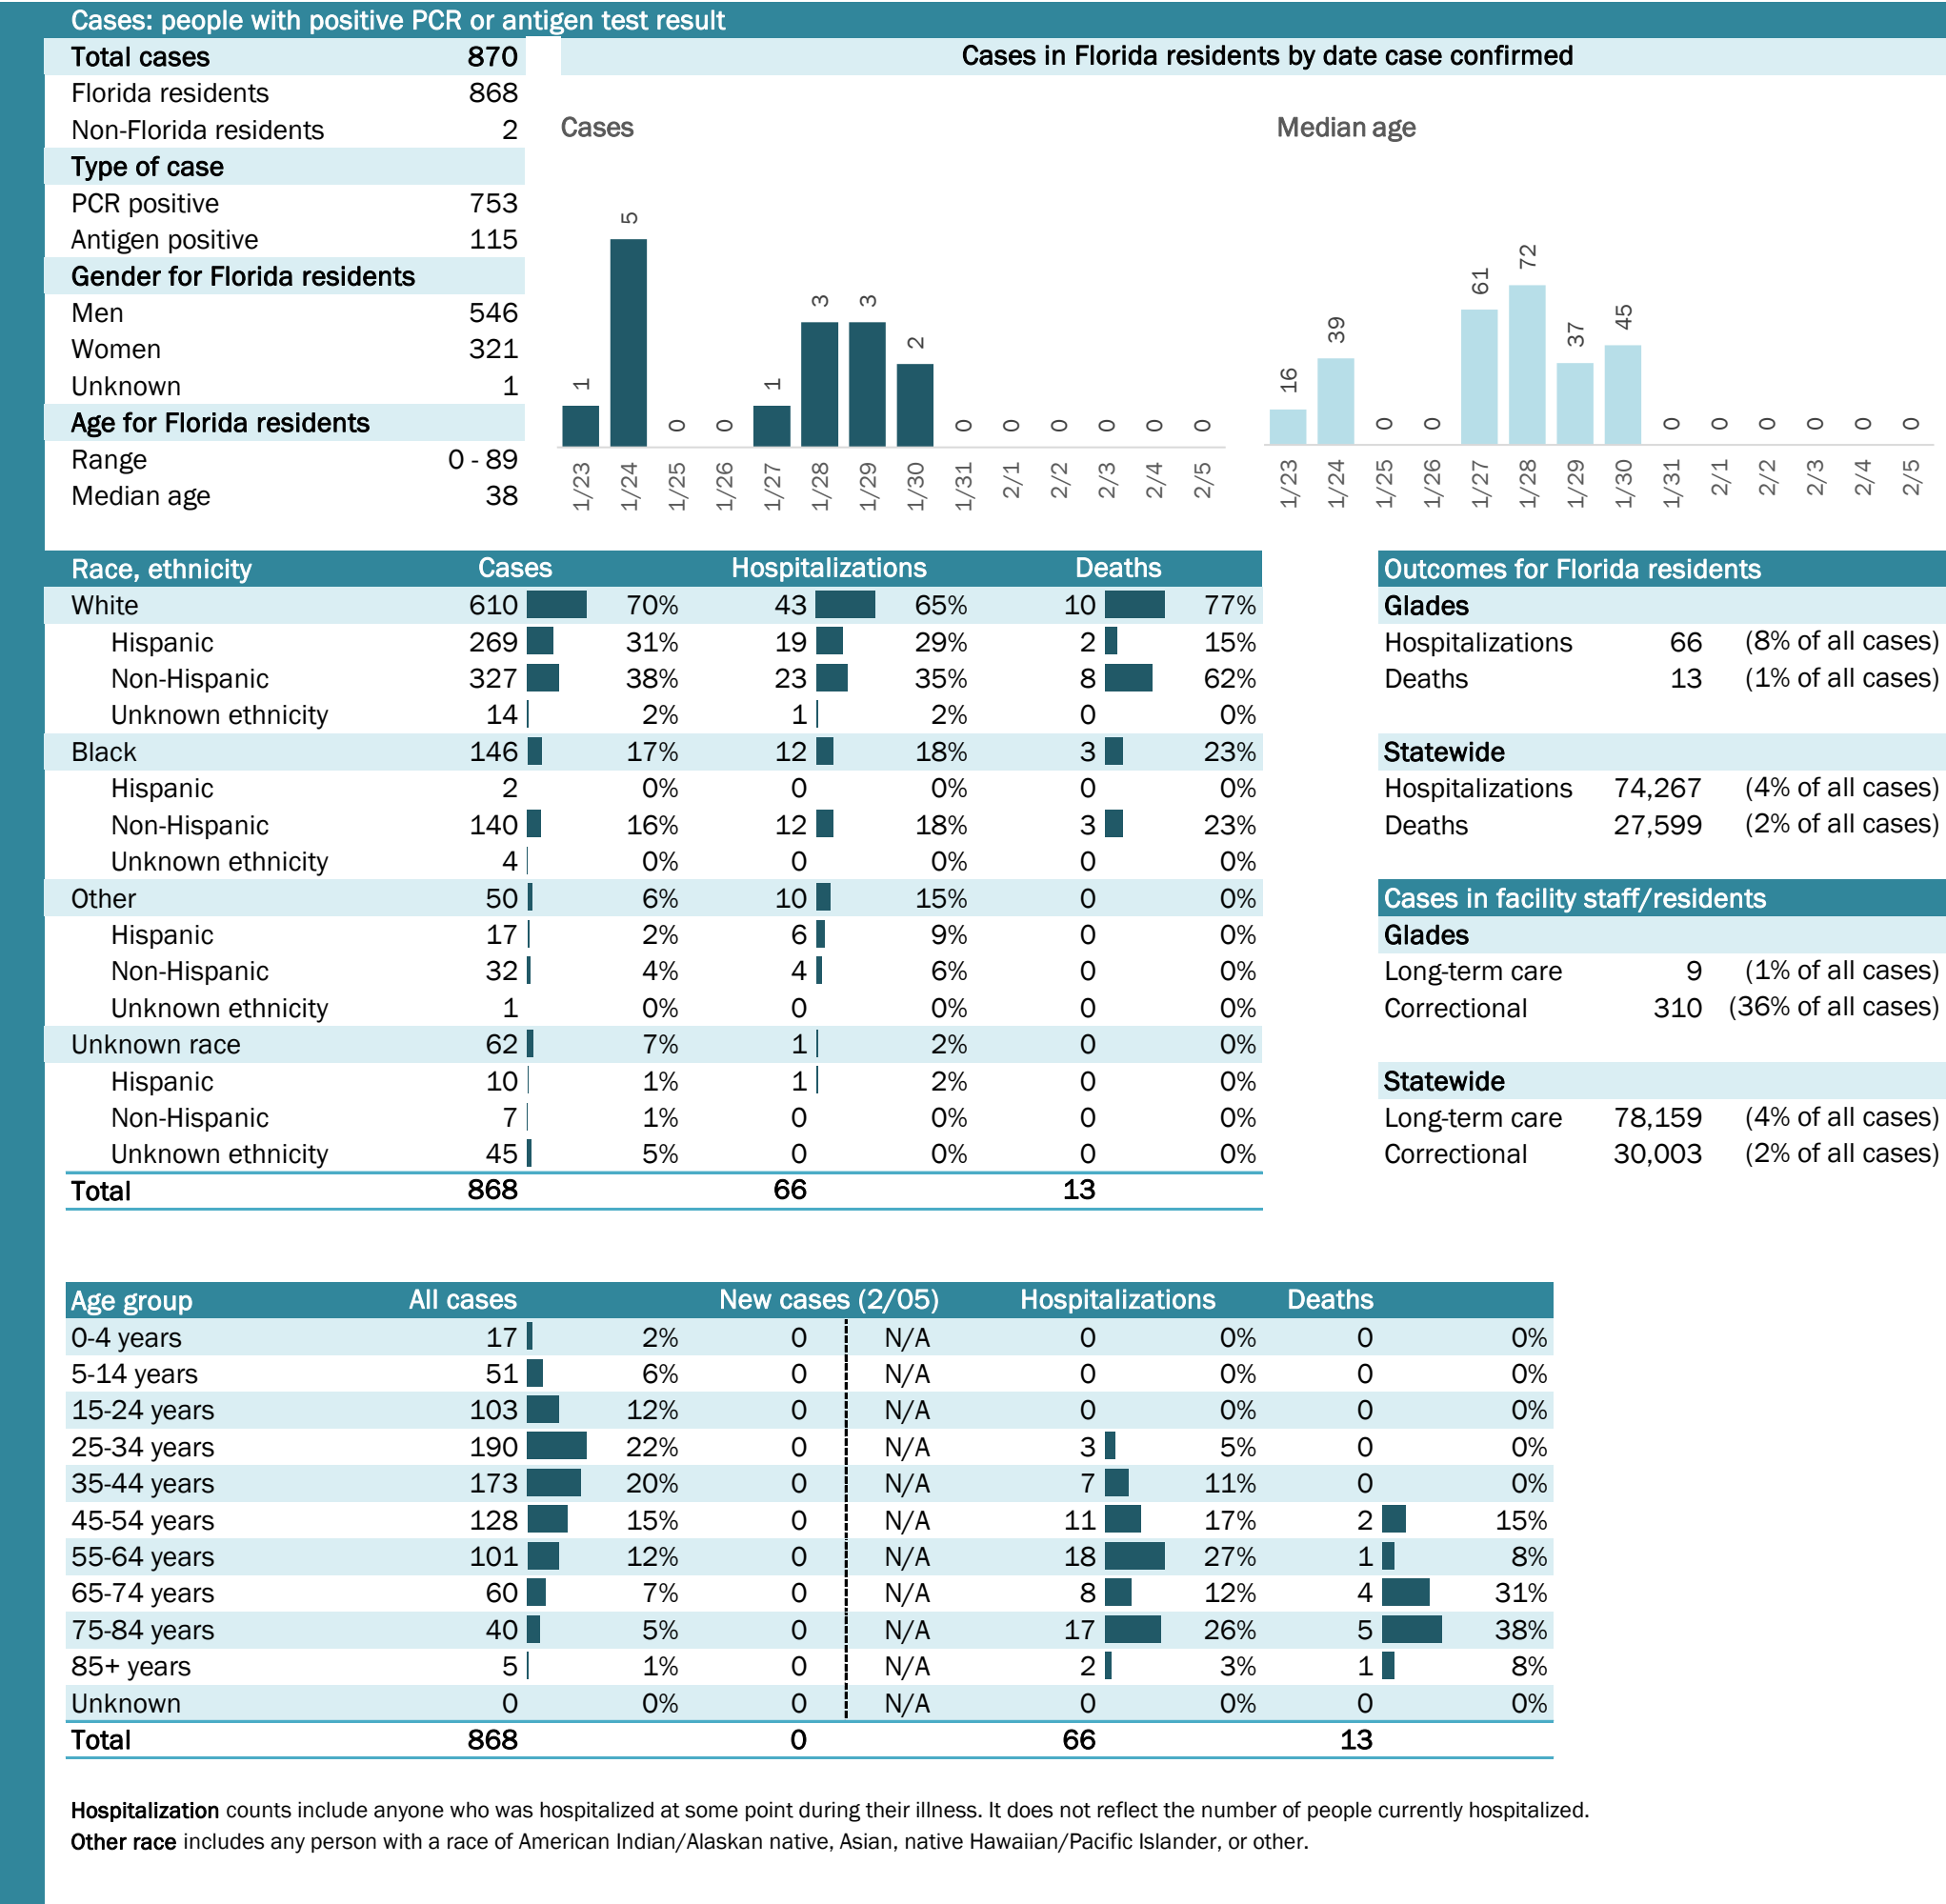 Cases: people with positive PCR or antigen test result
Total cases 870
Florida residents 868
Non-Florida residents 2
Type of case
PCR positive 753
Antigen positive 115
Gender for Florida residents
Men 546
Women 321
Unknown 1
Age for Florida residents
Range 0 - 89
Median age 38
Cases in Florida residents by date case confirmed
Cases
1 5 0 0 1 3 3 2 0 0 0 0 0 0
1/23 1/24 1/25 1/26 1/27 1/28 1/29 1/30 1/31 2/1 2/2 2/3 2/4 2/5
Median age
16 39 0 0 61 72 37 45 0 0 0 0 0 0
1/23 1/24 1/25 1/26 1/27 1/28 1/29 1/30 1/31 2/1 2/2 2/3 2/4 2/5
Race, ethnicity Cases Hospitalizations Deaths
White 610 70% 43 65% 10 77%
Hispanic 269 31% 19 29% 2 15%
Non-Hispanic 327 38% 23 35% 8 62%
Unknown ethnicity 14 2% 1 2% 0 0%
Black 146 17% 12 18% 3 23%
Hispanic 2 0% 0 0% 0 0%
Non-Hispanic 140 16% 12 18% 3 23%
Unknown ethnicity 4 0% 0 0% 0 0%
Other 50 6% 10 15% 0 0%
Hispanic 17 2% 6 9% 0 0%
Non-Hispanic 32 4% 4 6% 0 0%
Unknown ethnicity 1 0% 0 0% 0 0%
Unknown race 62 7% 1 2% 0 0%
Hispanic 10 1% 1 2% 0 0%
Non-Hispanic 7 1% 0 0% 0 0%
Unknown ethnicity 45 5% 0 0% 0 0%
Total 868 66 13
Outcomes for Florida residents
Glades
Hospitalizations 66 (8% of all cases)
Deaths 13 (1% of all cases)
Statewide
Hospitalizations 74,267 (4% of all cases)
Deaths 27,599 (2% of all cases)
Cases in facility staff/residents
Glades
Long-term care 9 (1% of all cases)
Correctional 310 (36% of all cases)
Statewide
Long-term care 78,159 (4% of all cases)
Correctional 30,003 (2% of all cases)
Age group All cases New cases (2/05) Hospitalizations Deaths
0-4 years 17 2% 0 N/A 0 0% 0 0%
5-14 years 51 6% 0 N/A 0 0% 0 0%
15-24 years 103 12% 0 N/A 0 0% 0 0%
25-34 years 190 22% 0 N/A 3 5% 0 0%
35-44 years 173 20% 0 N/A 7 11% 0 0%
45-54 years 128 15% 0 N/A 11 17% 2 15%
55-64 years 101 12% 0 N/A 18 27% 1 8%
65-74 years 60 7% 0 N/A 8 12% 4 31%
75-84 years 40 5% 0 N/A 17 26% 5 38%
85+ years 5 1% 0 N/A 2 3% 1 8%
Unknown 0 0% 0 N/A 0 0% 0 0%
Total 868 0 66 13
Hospitalization counts include anyone who was hospitalized at some point during their illness. It does not reflect the number of people currently hospitalized.
Other race includes any person with a race of American Indian/Alaskan native, Asian, native Hawaiian/Pacific Islander, or other.